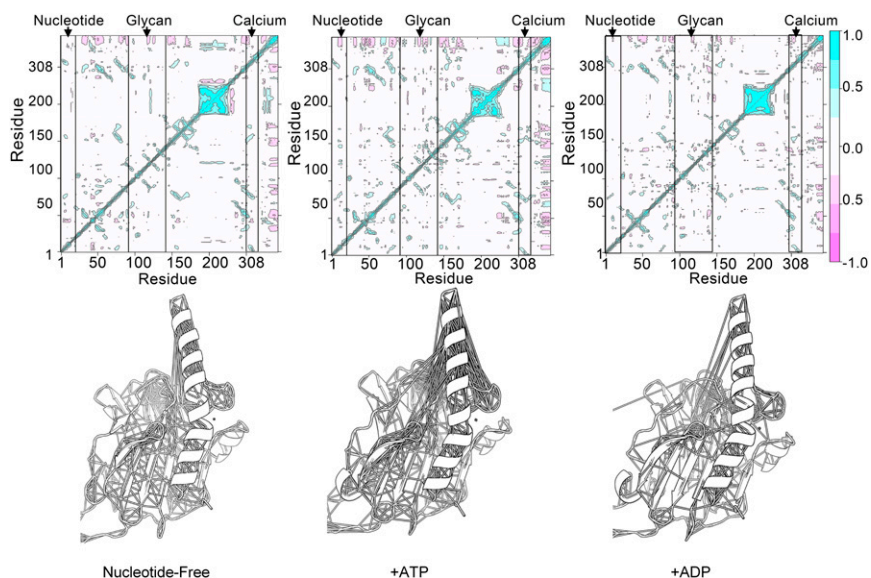 Nucleotide Glycan Calcium
Nucleotide Glycan Calcium
Nucleotide Glycan Calcium
Residue
308
200
150
100
50
1
1 50 100 150 200 308
Residue
Residue
308
200
150
100
50
1
1 50 100 150 200 308
Residue
Residue
308
200
150
100
50
1
1 50 100 150 200 308
Residue
1.0
0.5
0.0
0.5
-1.0
Nucleotide-Free
+ATP
+ADP